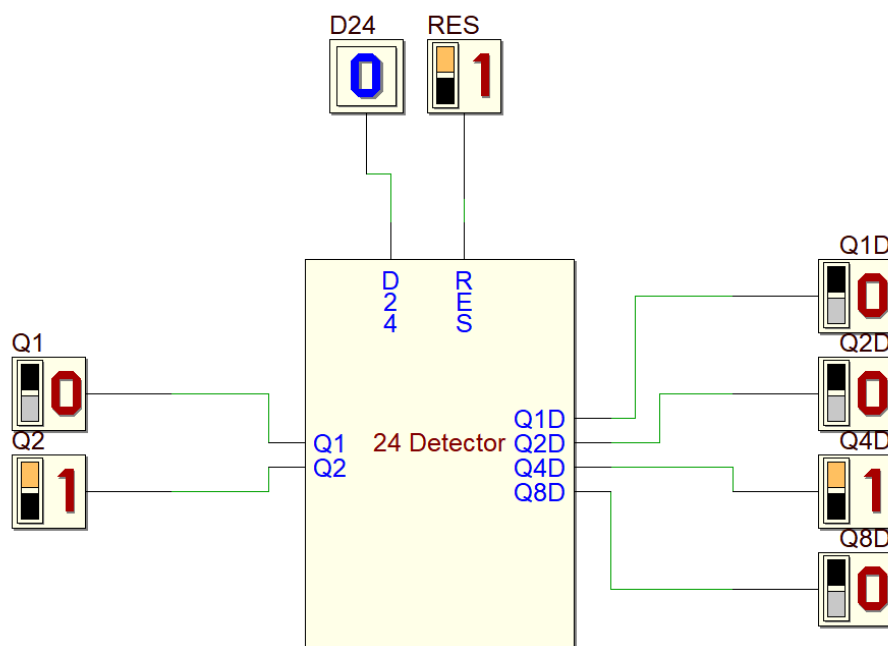 D24 RES
0 1
Q1D
0
D R
2 E
4 S
Q1 Q2D
0 0
Q1D
Q1 24 Detector Q2D
Q2 Q4D
Q8D
Q2 Q4D
1 1
Q8D
0